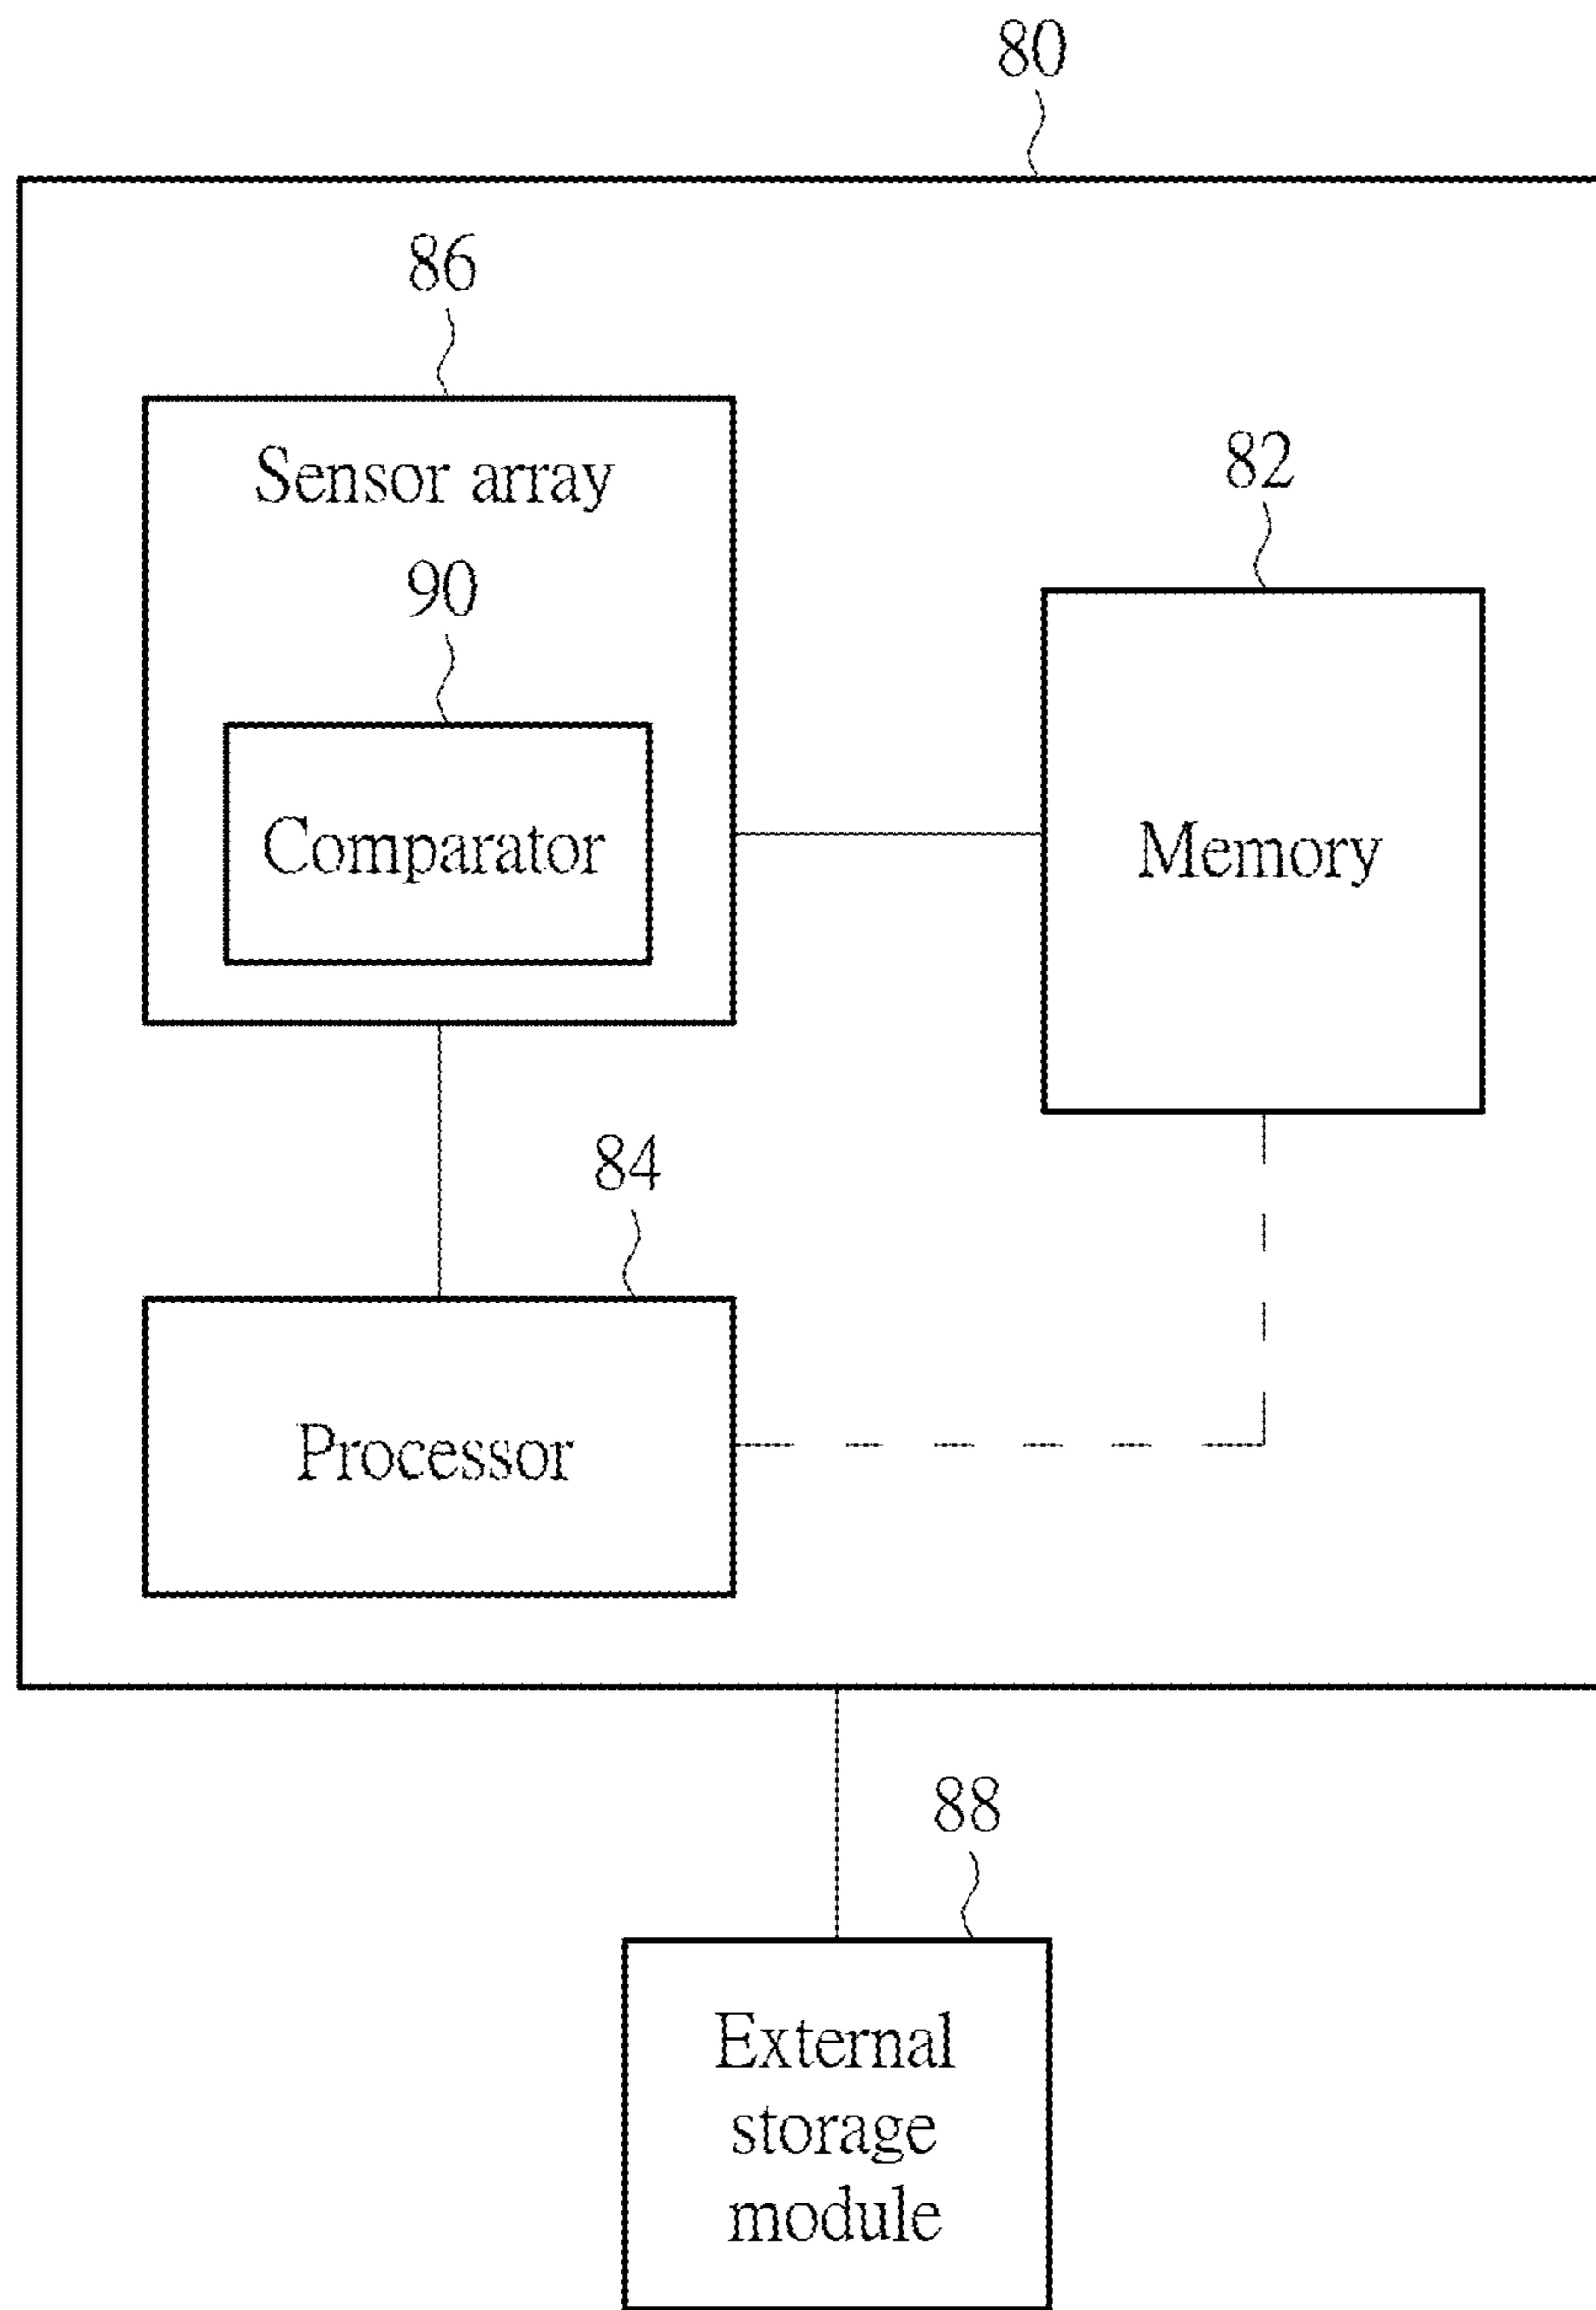 80
86
Sensor array
82
90
Comparator
Memory
84
Processor
88
External
storage
module